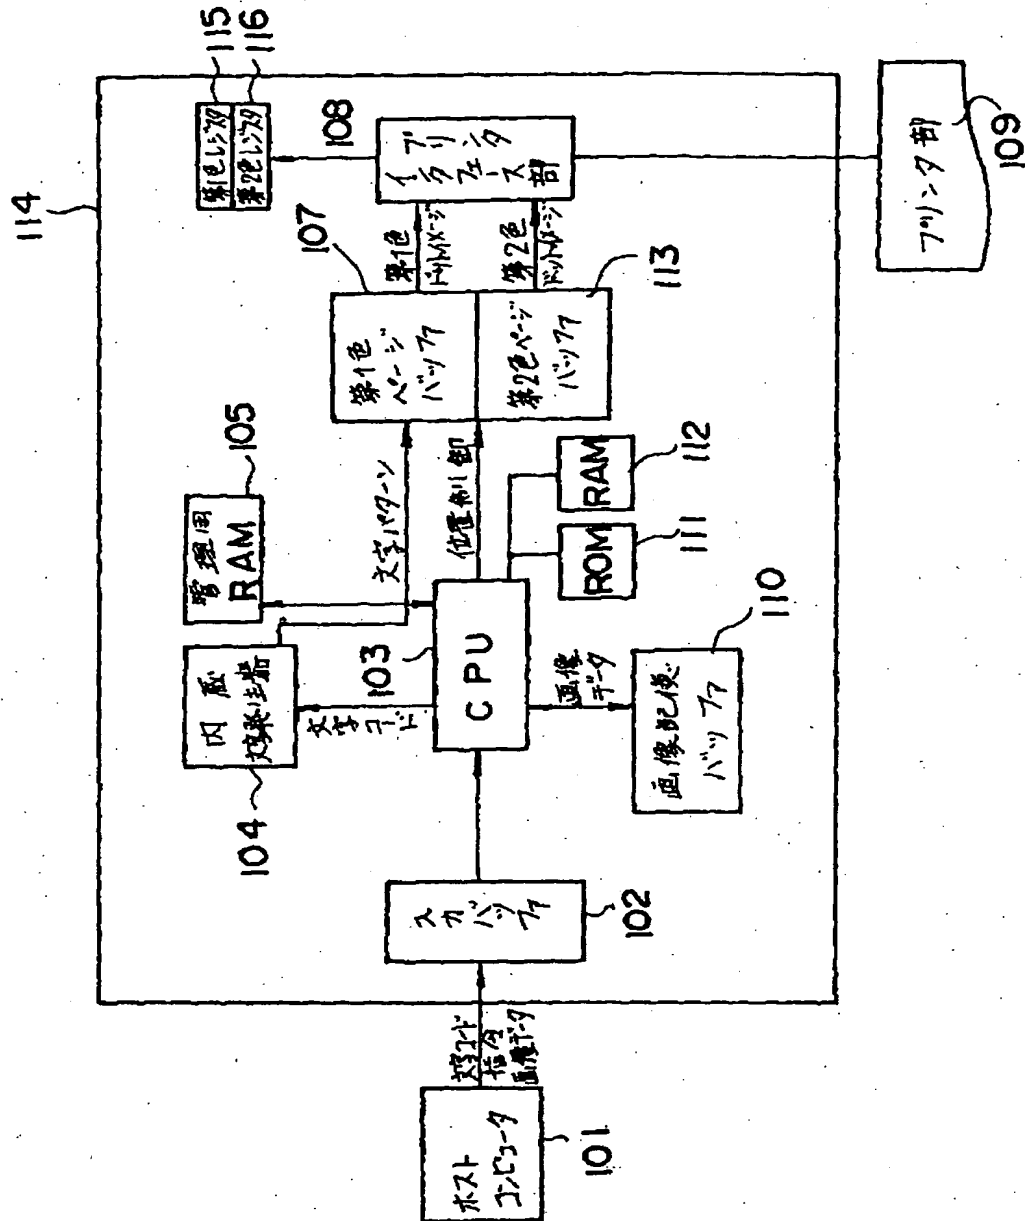 ホスト
コンピュータ
101
文字コード
指令
画像データ
入力
バッファ
102
CPU
103
文字コード
内蔵
文字発生器
104
管理用
RAM
105
文字パターン
位置制御
画像
データ
画像記憶
バッファ
110
ROM
111
RAM
112
第1色
ページ
バッファ
107
第2色ページ
バッファ
113
第1色
ドットイメージ
第2色
ドットイメージ
プリンタ
インタ
フェース
部
108
第1色レジスタ
115
第2色レジスタ
116
114
プリンタ部
109